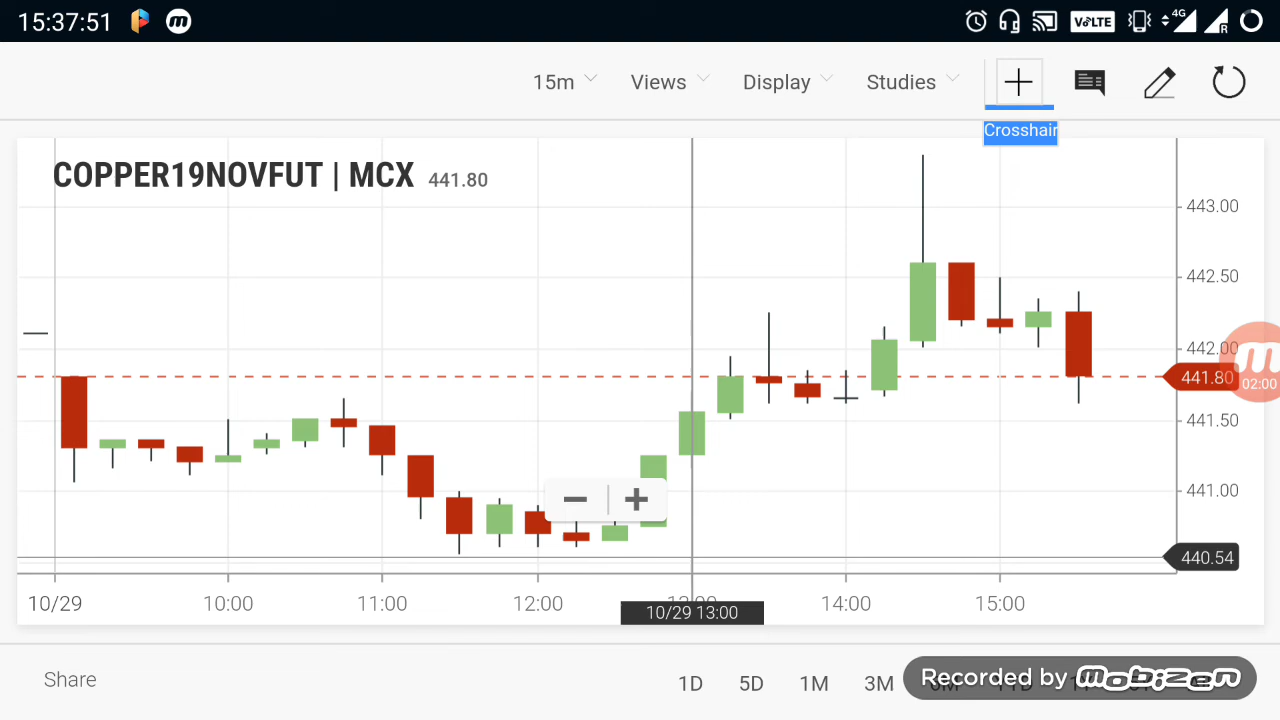 15:37:51 VoLTE 4G R
15m Views Display Studies
Crosshair
COPPER19NOVFUT | MCX 441.80
443.00
442.50
442.00
441.80
02:00
441.50
441.00
440.54
10/29 10:00 11:00 12:00 14:00 15:00
10/29 13:00
Share 1D 5D 1M 3M
Recorded by mobizen